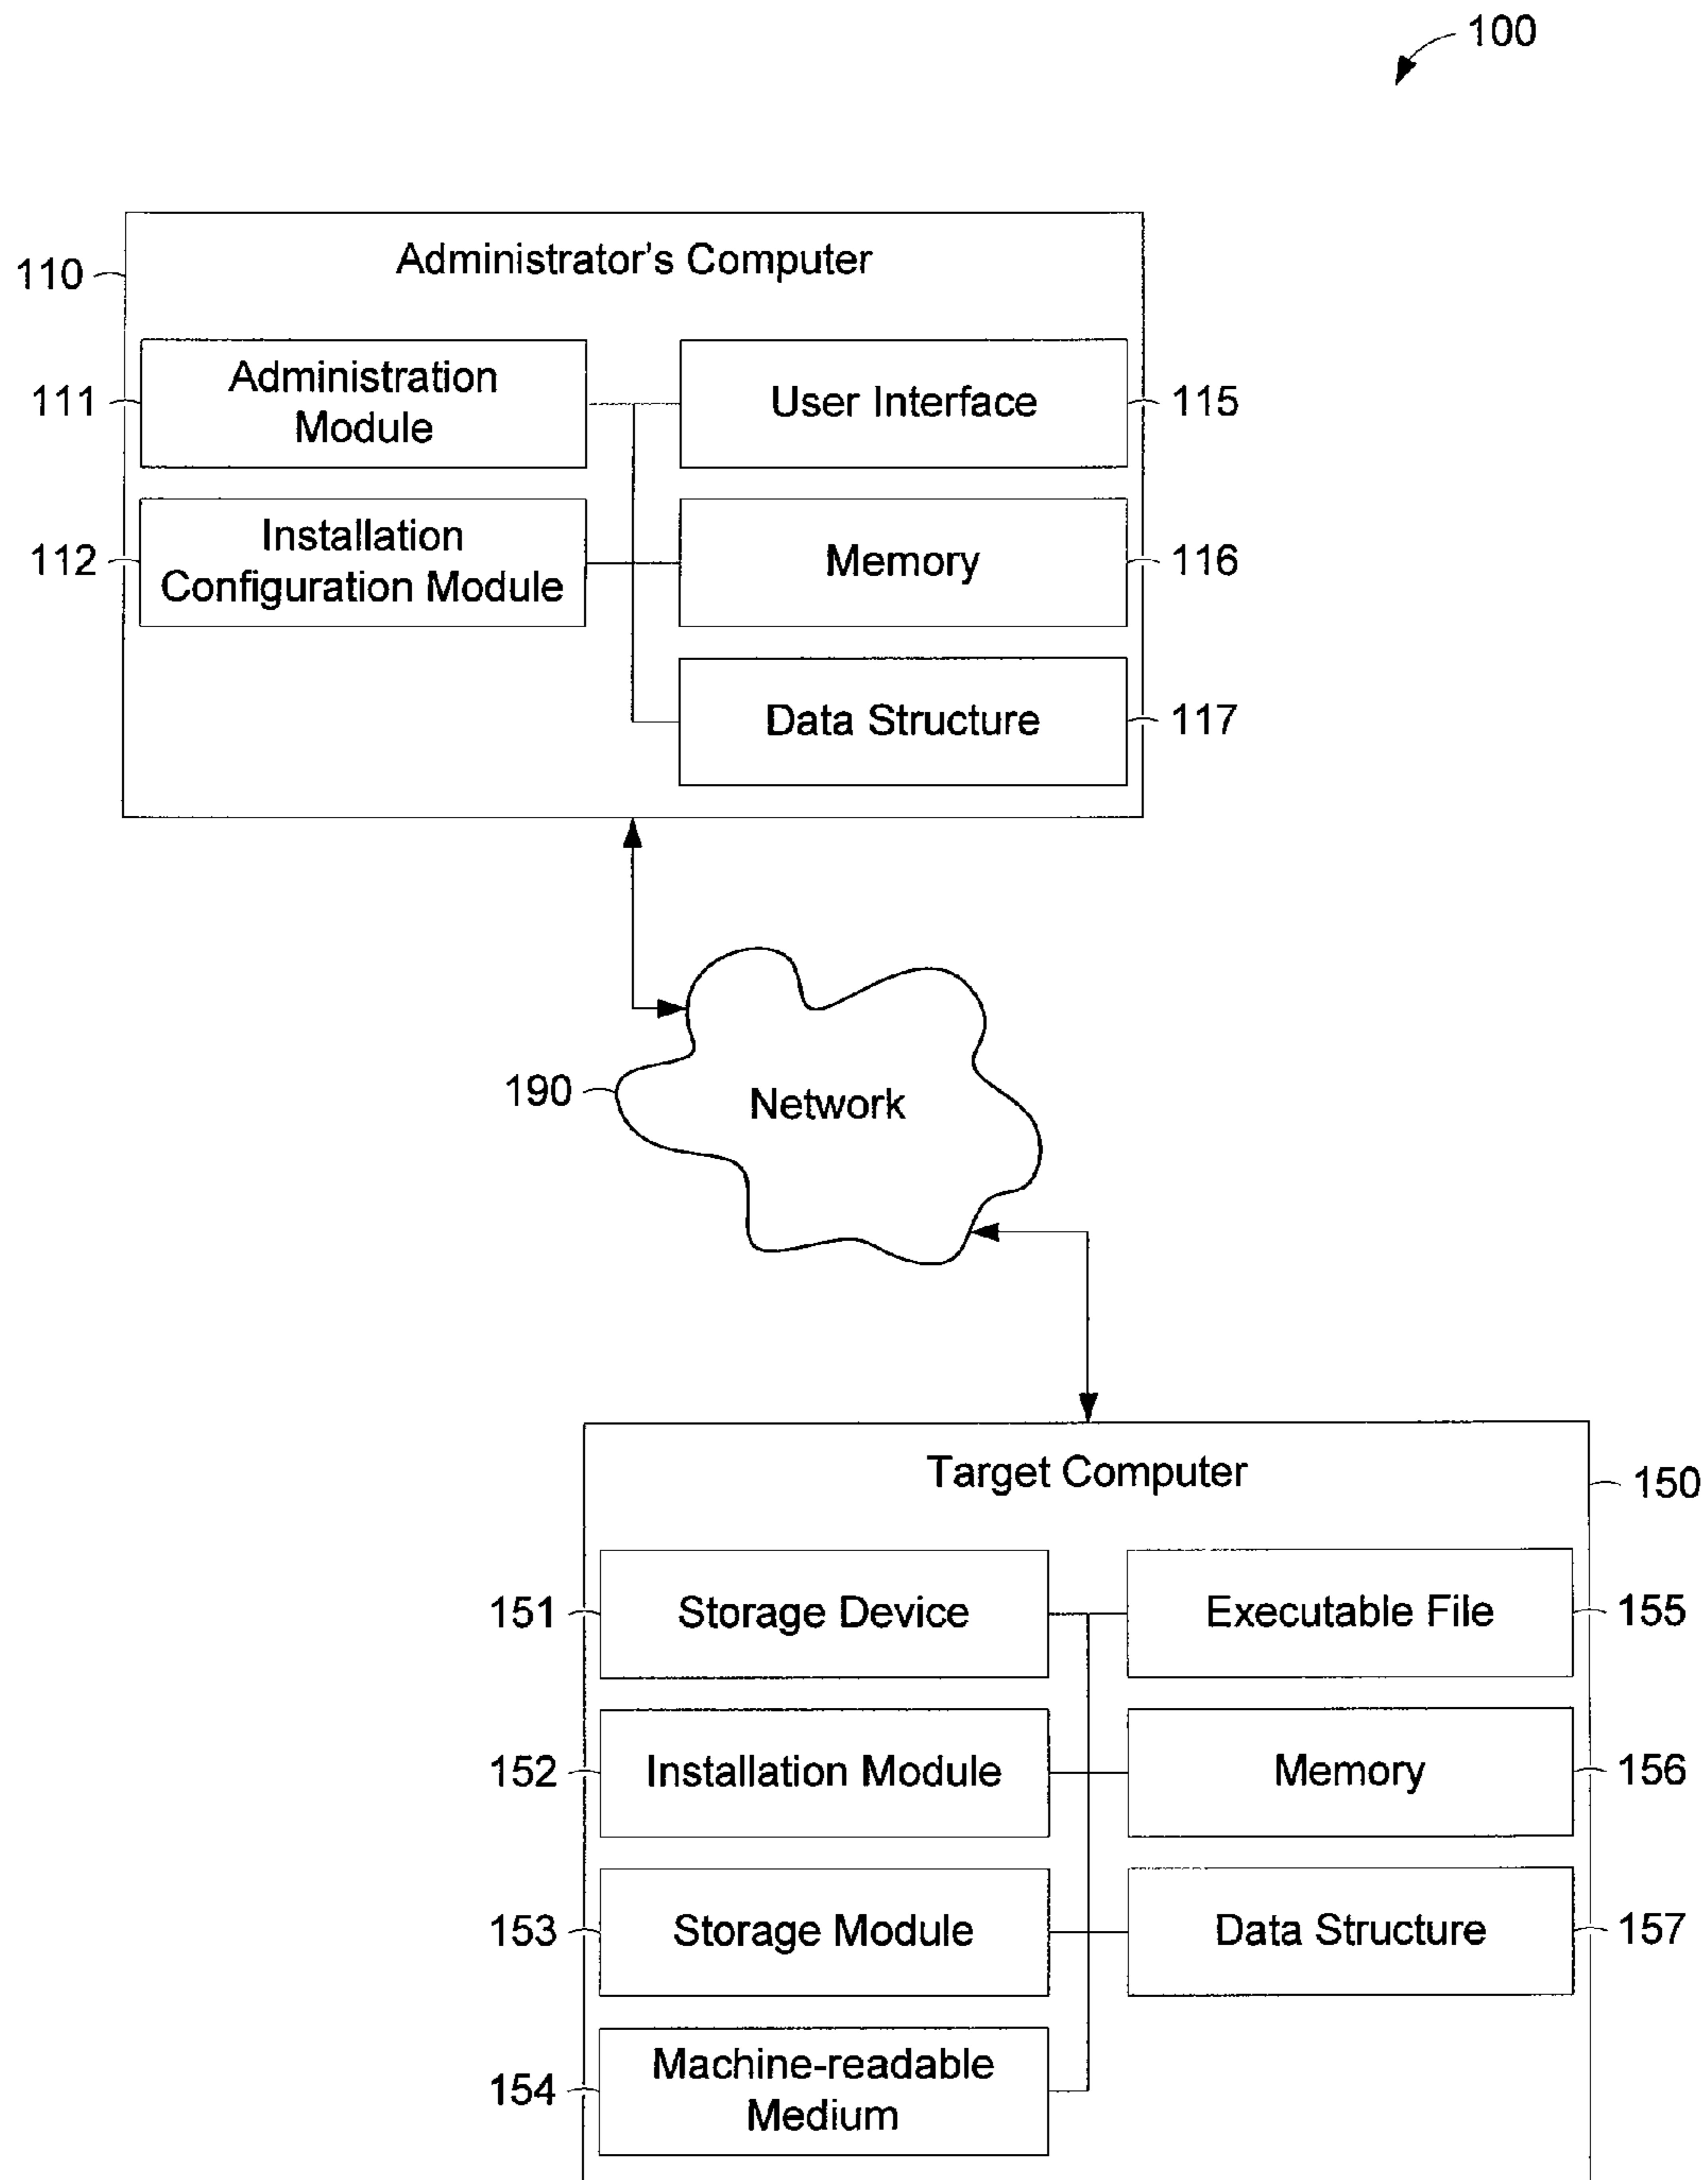 100
Administrator's Computer
110
Administration
Module
111
User Interface
115
Installation
Configuration Module
112
Memory
116
Data Structure
117
190
Network
Target Computer
150
151
Storage Device
Executable File
155
152
Installation Module
Memory
156
153
Storage Module
Data Structure
157
154
Machine-readable
Medium